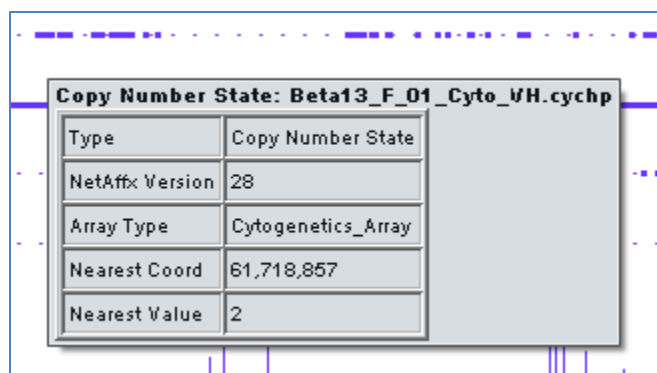 Copy Number State: Beta13_F_01_Cyto_VH.cychp
Type Copy Number State
NetAffx Version 28
Array Type Cytogenetics_Array
Nearest Coord 61,718,857
Nearest Value 2